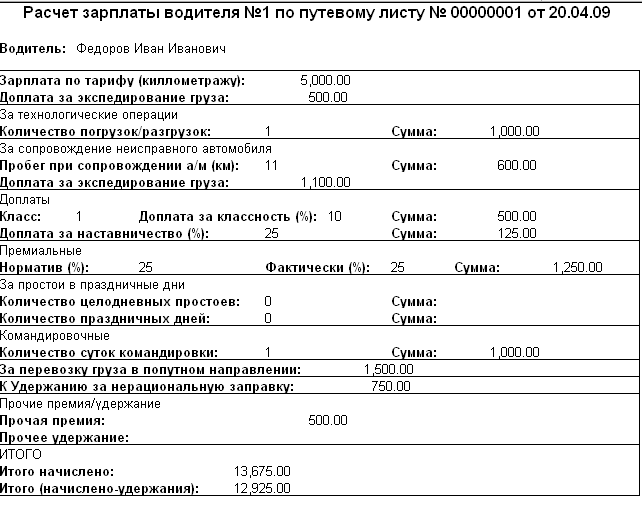 Расчет зарплаты водителя №1 по путевому листу № 00000001 от 20.04.09
Водитель: Федоров Иван Иванович
Зарплата по тарифу (киллометражу): 5,000.00
Доплата за экспедирование груза: 500.00
За технологические операции
Количество погрузок/разгрузок: 1 Сумма: 1,000.00
За сопровождение неисправного автомобиля
Пробег при сопровождении а/м (км): 11 Сумма: 600.00
Доплата за экспедирование груза: 1,100.00
Доплаты
Класс: 1 Доплата за классность (%): 10 Сумма: 500.00
Доплата за наставничество (%): 25 Сумма: 125.00
Премиальные
Норматив (%): 25 Фактически (%): 25 Сумма: 1,250.00
За простои в праздничные дни
Количество целодневных простоев: 0 Сумма:
Количество праздничных дней: 0 Сумма:
Командировочные
Количество суток командировки: 1 Сумма: 1,000.00
За перевозку груза в попутном направлении: 1,500.00
К Удержанию за нерациональную заправку: 750.00
Прочие премия/удержание
Прочая премия: 500.00
Прочее удержание:
ИТОГО
Итого начислено: 13,675.00
Итого (начислено-удержания): 12,925.00